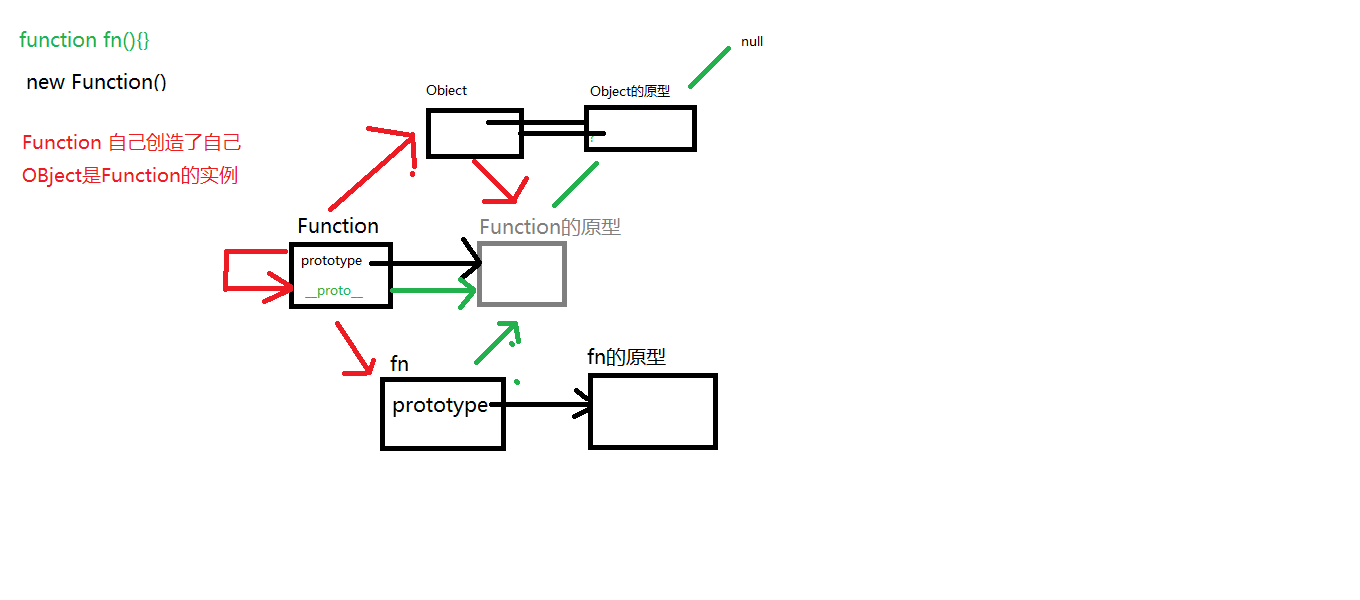 function fn(){}
new Function()
Function 自己创造了自己
OBject是Function的实例
null
Object
Object的原型
?
Function
Function的原型
prototype
__proto__
fn
fn的原型
prototype